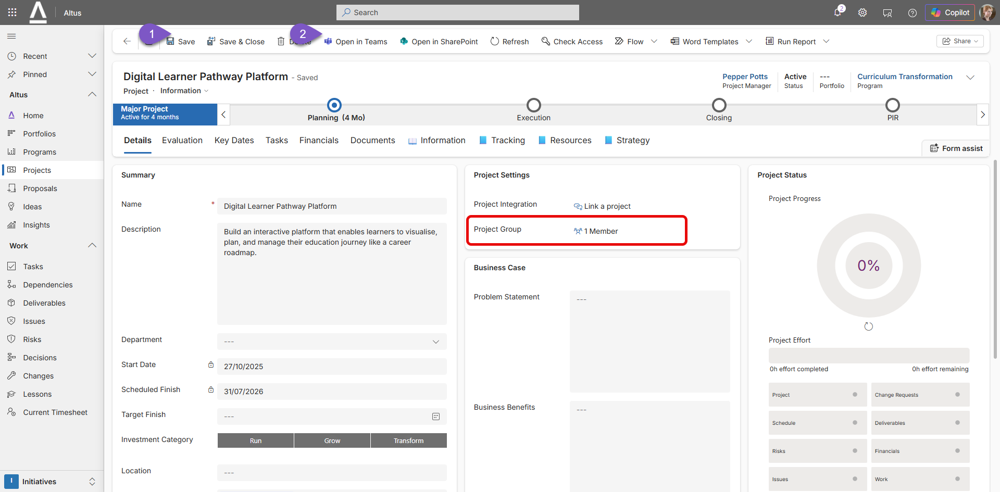 Altus
Search
2
Copilot
1
2
Save
Save & Close
Open in Teams
Open in SharePoint
Refresh
Check Access
Flow
Word Templates
Run Report
Share
Recent
Pinned
Altus
Home
Portfolios
Programs
Projects
Proposals
Ideas
Insights
Work
Tasks
Dependencies
Deliverables
Issues
Risks
Decisions
Changes
Lessons
Current Timesheet
I
Initiatives
Digital Learner Pathway Platform - Saved
Project · Information
Pepper Potts
Project Manager
Active
Status
---
Portfolio
Curriculum Transformation
Program
Major Project
Active for 4 months
Planning (4 Mo)
Execution
Closing
PIR
Details
Evaluation
Key Dates
Tasks
Financials
Documents
Information
Tracking
Resources
Strategy
Form assist
Summary
Name
*
Digital Learner Pathway Platform
Description
Build an interactive platform that enables learners to visualise,
plan, and manage their education journey like a career
roadmap.
Department
---
Start Date
27/10/2025
Scheduled Finish
31/07/2026
Target Finish
---
Investment Category
Run
Grow
Transform
Location
---
Project Settings
Project Integration
Link a project
Project Group
1 Member
Business Case
Problem Statement
---
Business Benefits
---
Project Status
Project Progress
0%
Project Effort
0h effort completed
0h effort remaining
Project
Change Requests
Schedule
Deliverables
Risks
Financials
Issues
Work